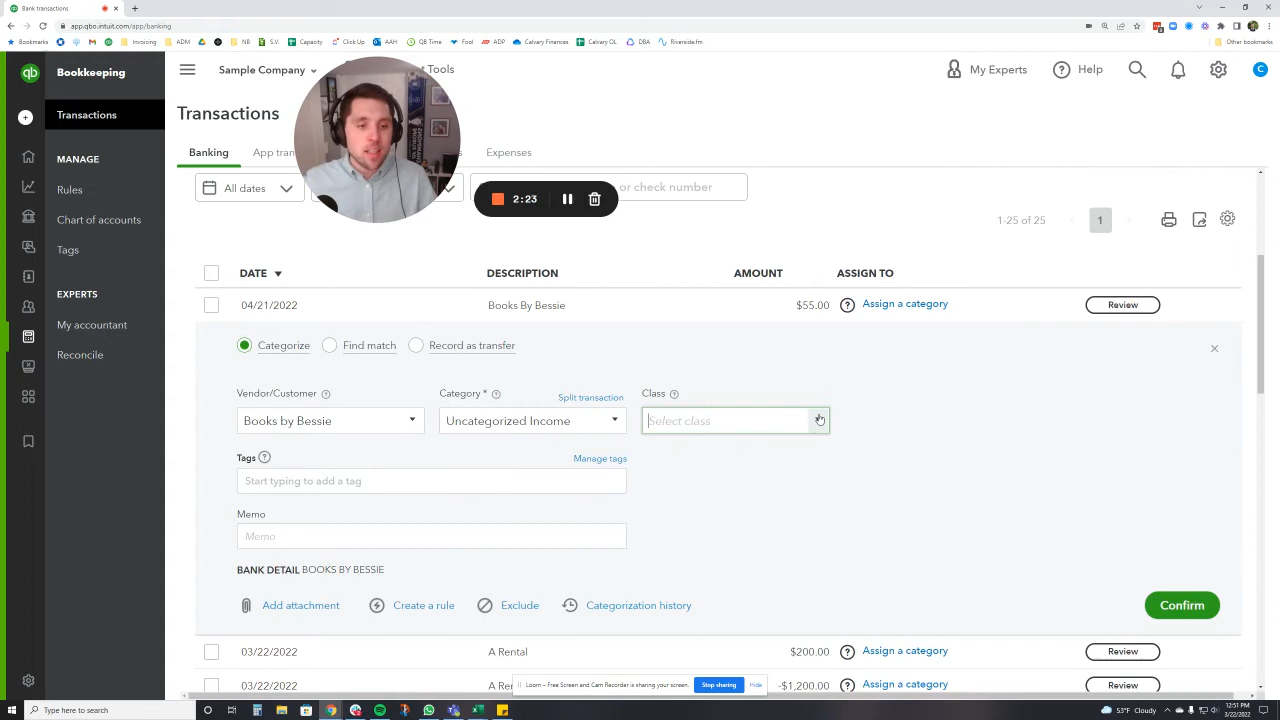 Bank transactions
app.qbo.intuit.com/app/banking
Bookmarks
Invoicing
ADM
NB
S.V.
Capacity
Click Up
AAH
QB Time
Fool
ADP
Calvary Finances
Calvary OL
DBA
Riverside.fm
Other bookmarks
qb
Bookkeeping
Sample Company
Tools
My Experts
Help
C
Transactions
MANAGE
Rules
Chart of accounts
Tags
EXPERTS
My accountant
Reconcile
Transactions
Banking
App tran
Expenses
All dates
or check number
2:23
1-25 of 25
1
DATE
DESCRIPTION
AMOUNT
ASSIGN TO
04/21/2022
Books By Bessie
$55.00
Assign a category
Review
Categorize
Find match
Record as transfer
Vendor/Customer
Category *
Split transaction
Class
Books by Bessie
Uncategorized Income
Select class
Tags
Manage tags
Start typing to add a tag
Memo
Memo
BANK DETAIL BOOKS BY BESSIE
Add attachment
Create a rule
Exclude
Categorization history
Confirm
03/22/2022
A Rental
$200.00
Assign a category
Review
03/22/2022
-$1,200.00
Assign a category
Review
Loom – Free Screen and Cam Recorder is sharing your screen.
Stop sharing
Hide
Type here to search
53°F Cloudy
12:51 PM
3/22/2022